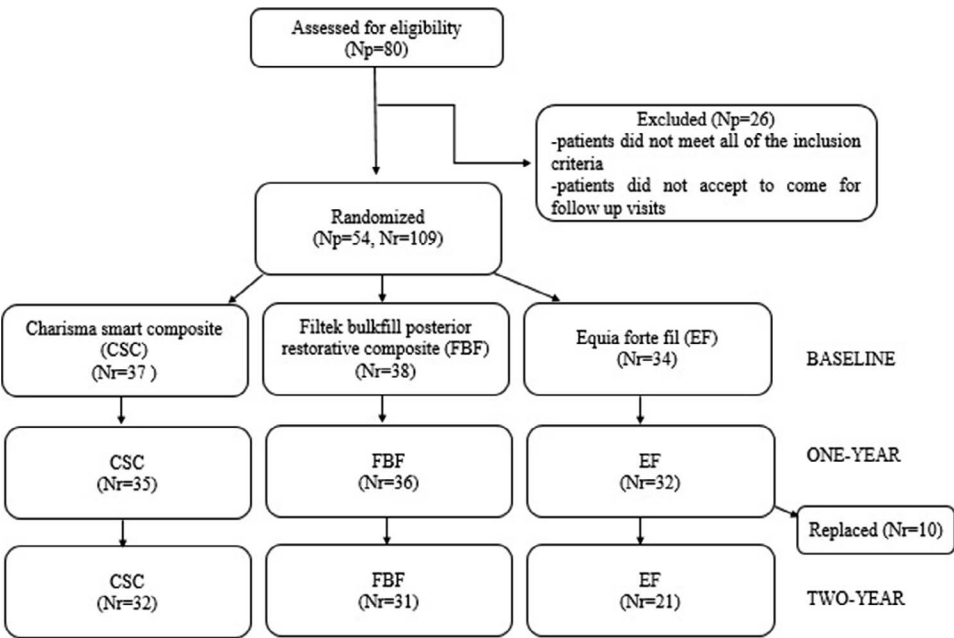 Assessed for eligibility
(Np=80)
Excluded (Np=26)
-patients did not meet all of the inclusion
criteria
-patients did not accept to come for
follow up visits
Randomized
(Np=54, Nr=109)
Charisma smart composite
(CSC)
(Nr=37 )
Filtek bulkfill posterior
restorative composite (FBF)
(Nr=38)
Equia forte fil (EF)
(Nr=34)
BASELINE
CSC
(Nr=35)
FBF
(Nr=36)
EF
(Nr=32)
ONE-YEAR
Replaced (Nr=10)
CSC
(Nr=32)
FBF
(Nr=31)
EF
(Nr=21)
TWO-YEAR